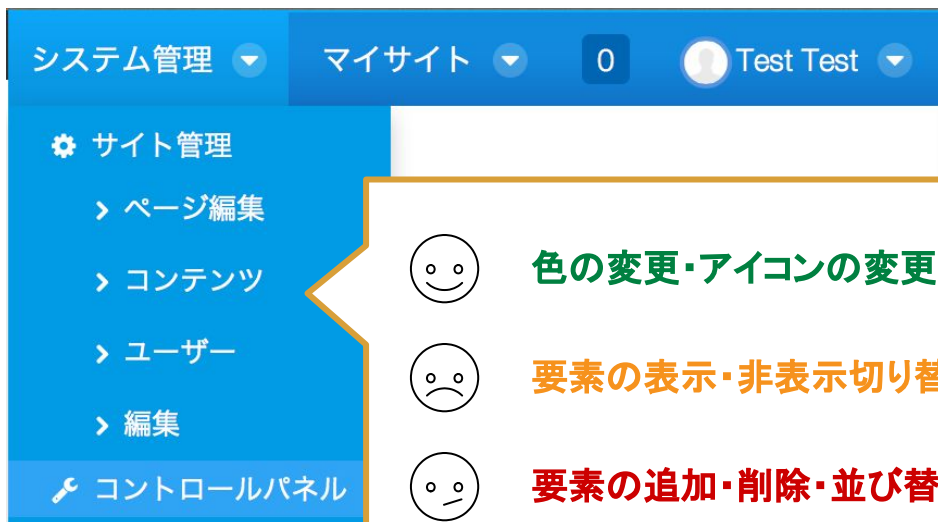 システム管理 マイサイト 0 Test Test
サイト管理
ページ編集
コンテンツ
ユーザー
編集
コントロールパネル
色の変更・アイコンの変更
要素の表示・非表示切り替
要素の追加・削除・並び替